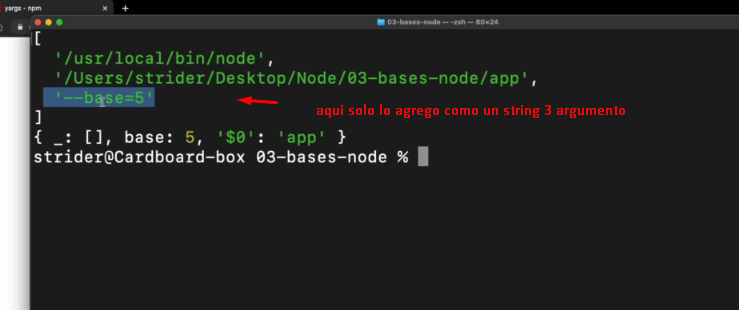 yargs - npm
03-bases-node — -zsh — 80×24
[
'/usr/local/bin/node',
'/Users/strider/Desktop/Node/03-bases-node/app',
'--base=5'
aqui solo lo agrego como un string 3 argumento
]
{ _: [], base: 5, '$0': 'app' }
strider@Cardboard-box 03-bases-node %